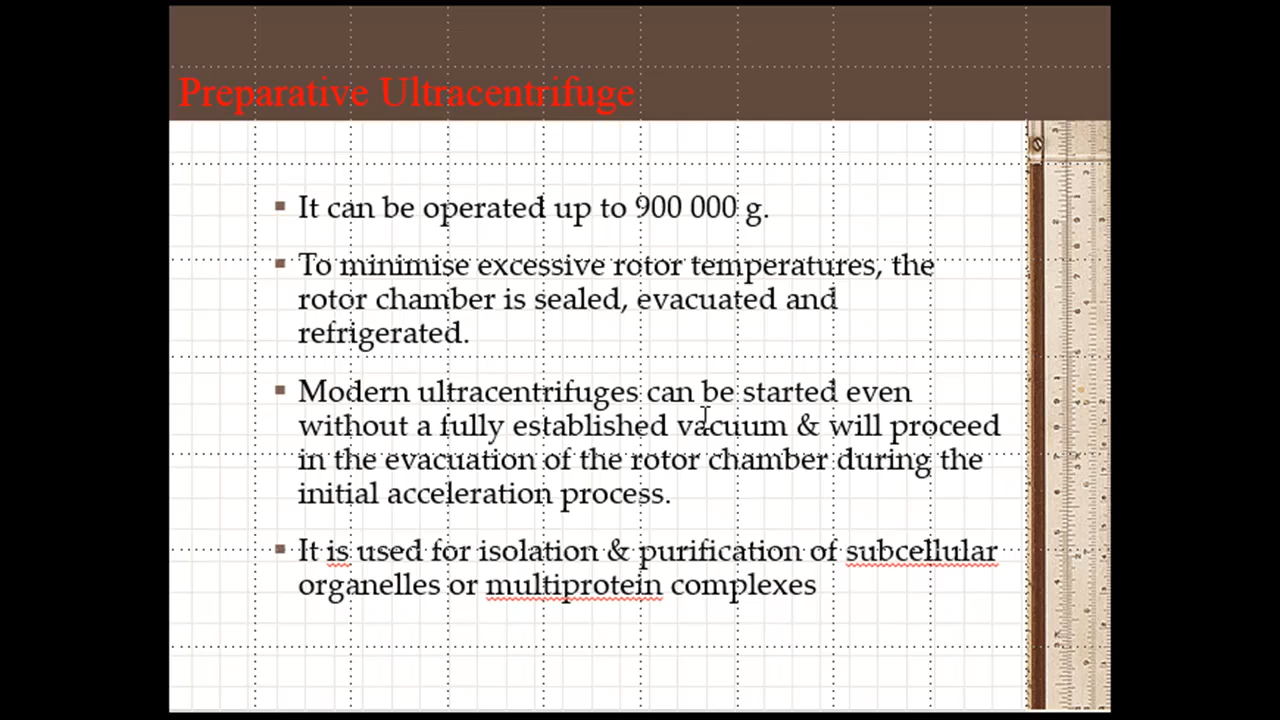 Preparative Ultracentrifuge
It can be operated up to 900 000 g.
To minimise excessive rotor temperatures, the
rotor chamber is sealed, evacuated and
refrigerated.
Modern ultracentrifuges can be started even
without a fully established vacuum & will proceed
in the evacuation of the rotor chamber during the
initial acceleration process.
It is used for isolation & purification of subcellular
organelles or multiprotein complexes